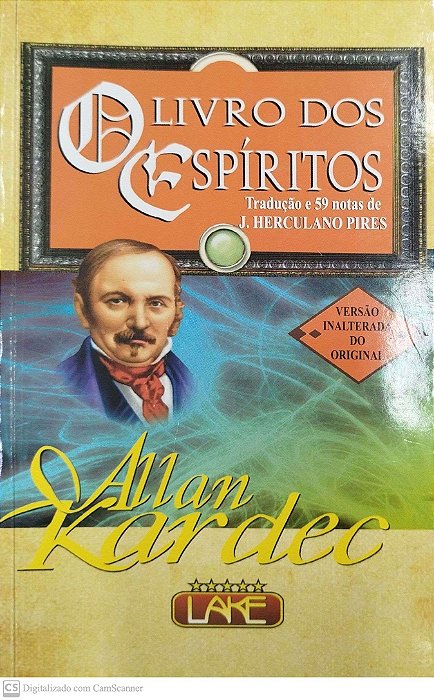 O LIVRO DOS
ESPÍRITOS
Tradução e 59 notas de
J. HERCULANO PIRES
VERSÃO
INALTERADA
DO
ORIGINAL
Allan
Kardec
LAKE
CS Digitalizado com CamScanner